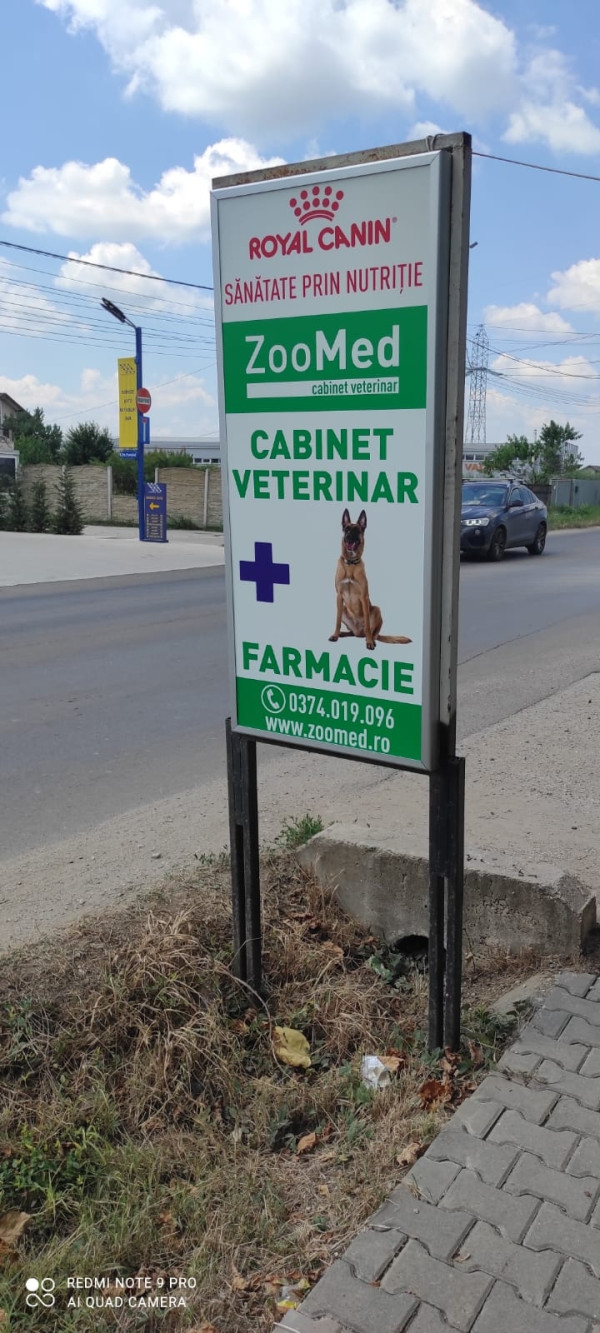 ROYAL CANIN
SĂNĂTATE PRIN NUTRIȚIE
ZooMed
cabinet veterinar
CABINET
VETERINAR
FARMACIE
0374.019.096
www.zoomed.ro
REDMI NOTE 9 PRO
AI QUAD CAMERA